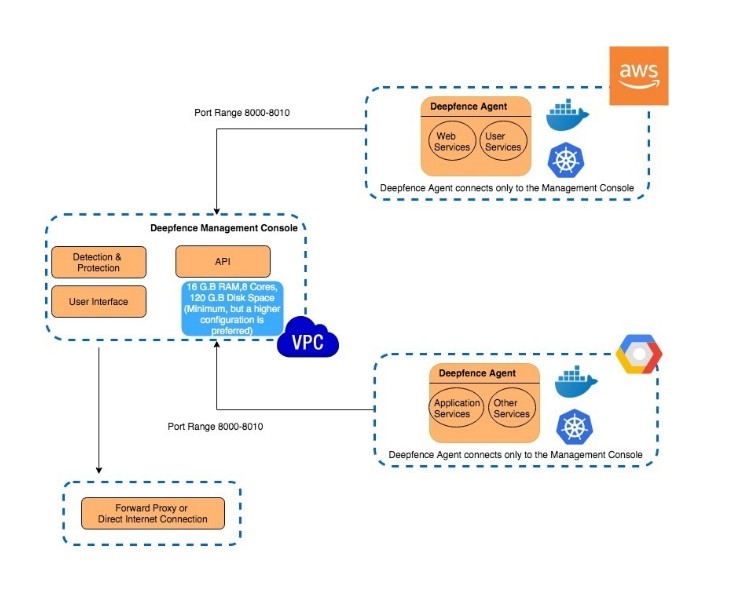 aws
Port Range 8000-8010
Deepfence Agent
Web
Services
User
Services
Deepfence Agent connects only to the Management Console
Deepfence Management Console
Detection &
Protection
API
User Interface
16 G.B RAM,8 Cores,
120 G.B Disk Space
(Minimum, but a higher
configuration is
preferred)
VPC
Deepfence Agent
Application
Services
Other
Services
Port Range 8000-8010
Deepfence Agent connects only to the Management Console
Forward Proxy or
Direct Internet Connection